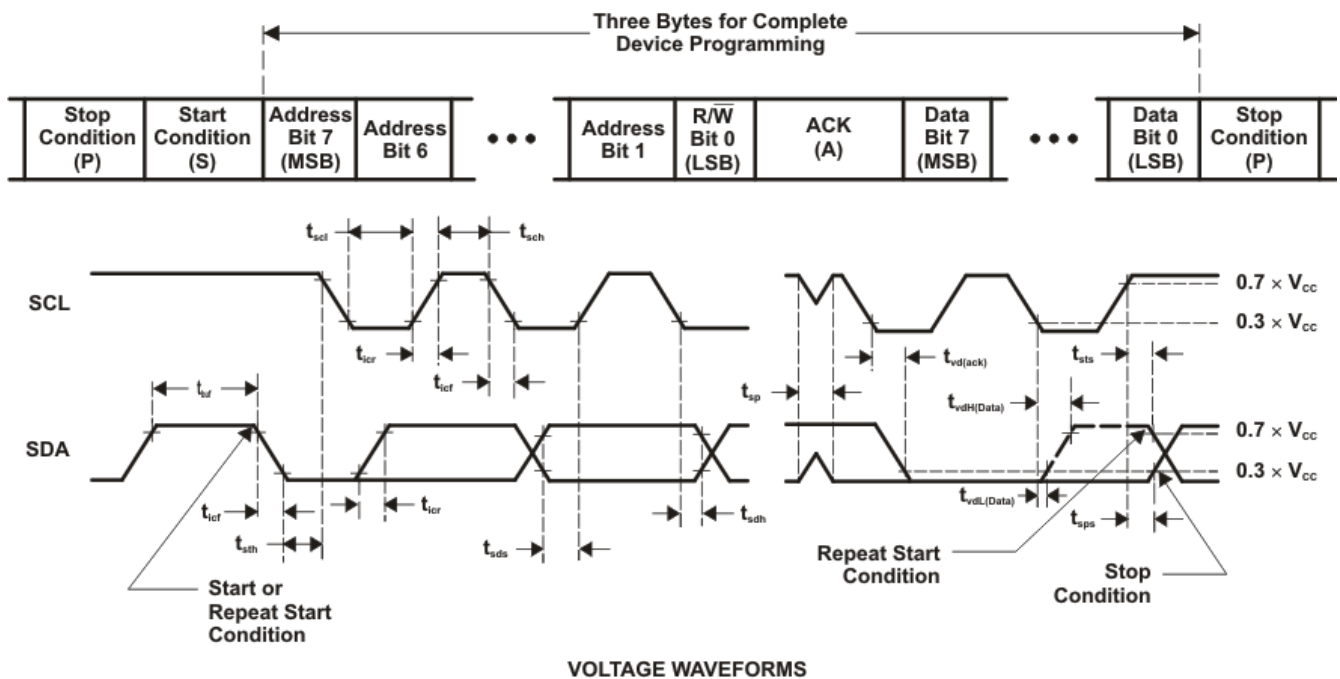 Three Bytes for Complete
Device Programming
Stop
Condition
(P)
Start
Condition
(S)
Address
Bit 7
(MSB)
Address
Bit 6
•••
Address
Bit 1
R/W̅
Bit 0
(LSB)
ACK
(A)
Data
Bit 7
(MSB)
•••
Data
Bit 0
(LSB)
Stop
Condition
(P)
tscl
tsch
SCL
0.7 × VCC
0.3 × VCC
ticr
ticf
tvd(ack)
tsts
tbuf
tsp
tvdH(Data)
SDA
0.7 × VCC
0.3 × VCC
ticf
ticr
tsth
tsds
tsdh
tvdL(Data)
tsps
Start or
Repeat Start
Condition
Repeat Start
Condition
Stop
Condition
VOLTAGE WAVEFORMS